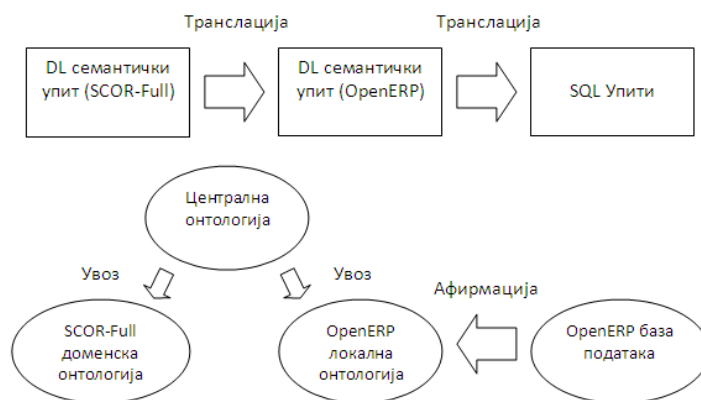 Транслација
Транслација
DL семантички
упит (SCOR-Full)
DL семантички
упит (OpenERP)
SQL Упити
Централна
онтологија
Увоз
Увоз
Афирмација
SCOR-Full
доменска
онтологија
OpenERP
локална
онтологија
OpenERP база
података